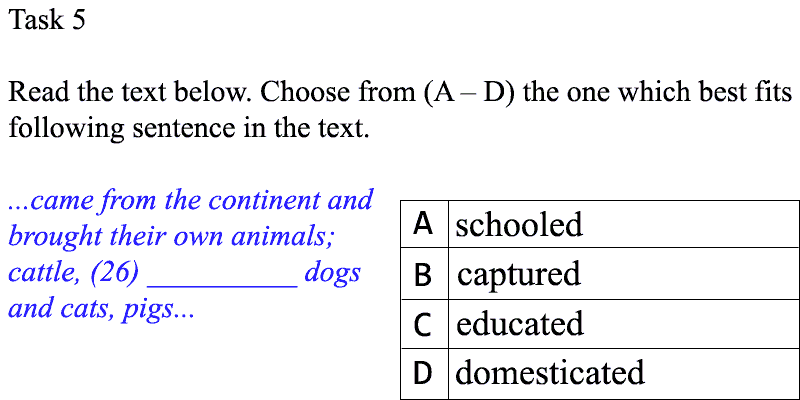 Task 5
Read the text below. Choose from (A – D) the one which best fits
following sentence in the text.
...came from the continent and
brought their own animals;
cattle, (26) __________ dogs
and cats, pigs...
A schooled
B captured
C educated
D domesticated